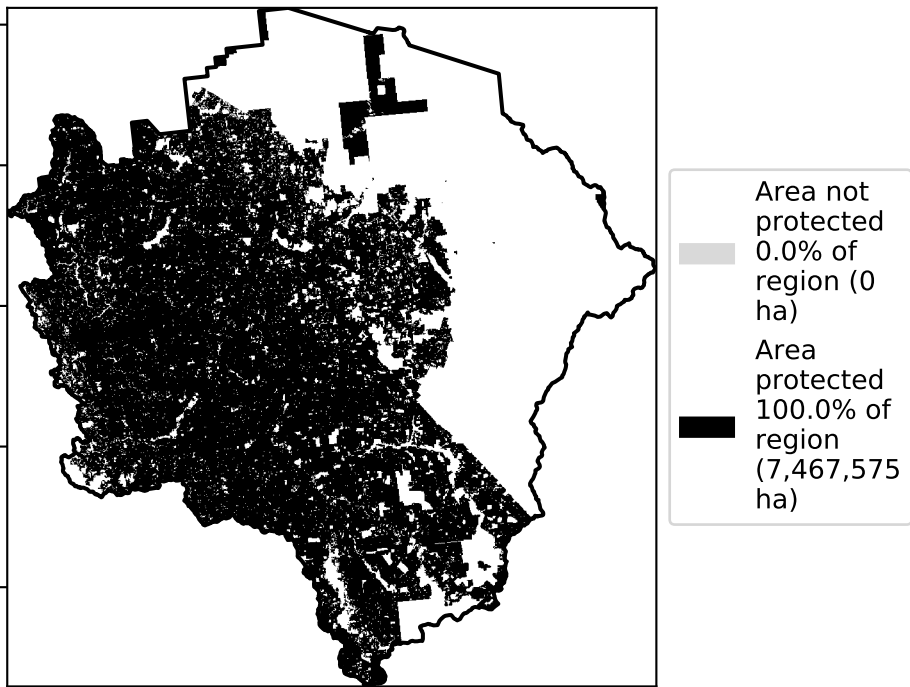 Area not
protected
0.0% of
region (0
ha)
Area
protected
100.0% of
region
(7,467,575
ha)